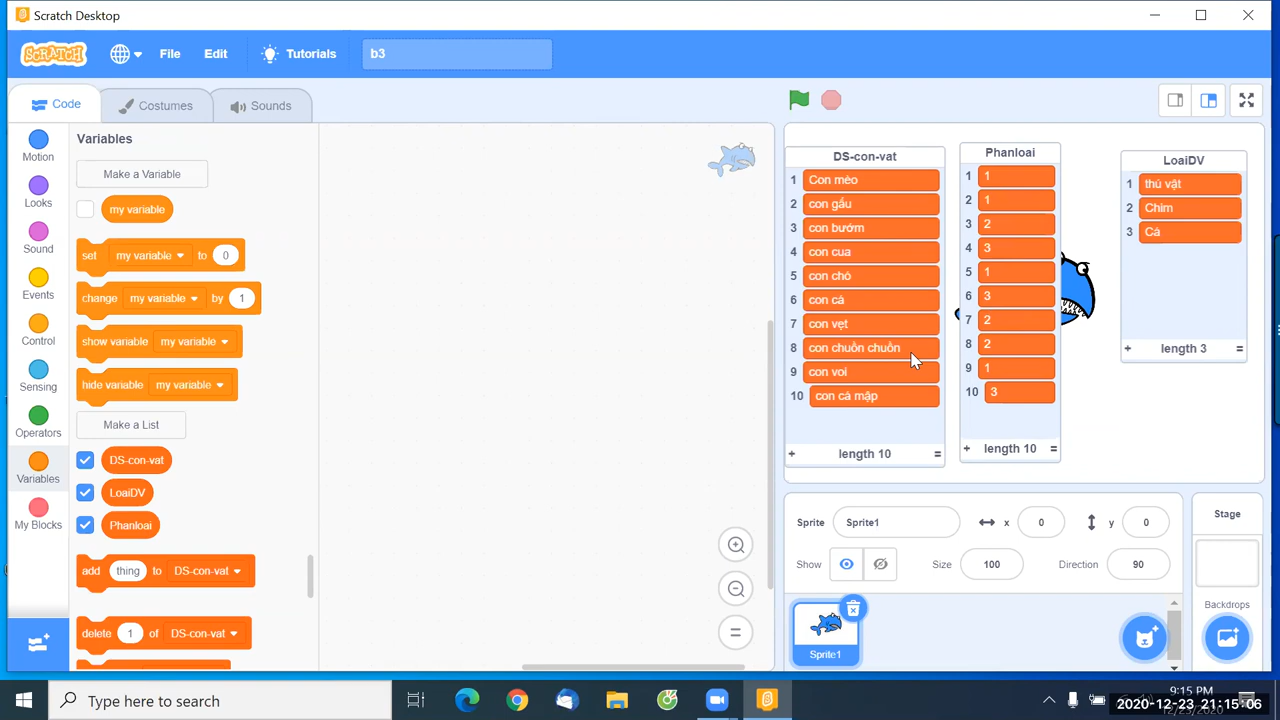 Scratch Desktop
SCRATCH File Edit Tutorials b3
Code Costumes Sounds
Motion
Looks
Sound
Events
Control
Sensing
Operators
Variables
My Blocks
Variables
Make a Variable
my variable
set my variable to 0
change my variable by 1
show variable my variable
hide variable my variable
Make a List
DS-con-vat
LoaiDV
Phanloai
add thing to DS-con-vat
delete 1 of DS-con-vat
DS-con-vat
1 Con mèo
2 con gấu
3 con bướm
4 con cua
5 con chó
6 con cá
7 con vẹt
8 con chuồn chuồn
9 con voi
10 con cá mập
+ length 10 =
Phanloai
1 1
2 1
3 2
4 3
5 1
6 3
7 2
8 2
9 1
10 3
+ length 10 =
LoaiDV
1 thú vật
2 Chim
3 Cá
+ length 3 =
Sprite Sprite1 x 0 y 0
Show Size 100 Direction 90
Sprite1
Stage
Backdrops
Type here to search
9:15 PM
2020-12-23 21:15:06